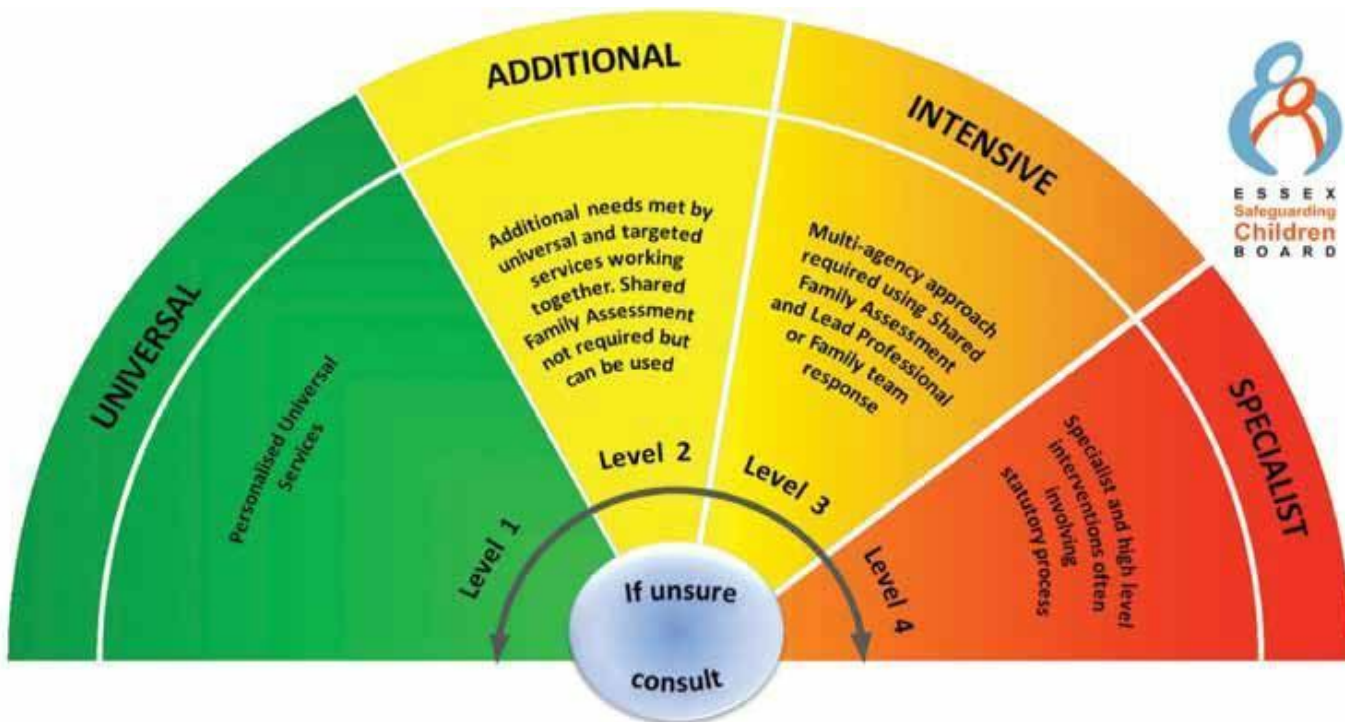 UNIVERSAL
Personalised Universal
Services
Level 1
ADDITIONAL
Additional needs met by
universal and targeted
services working
together. Shared
Family Assessment
not required but
can be used
Level 2
INTENSIVE
Multi-agency approach
required using Shared
Family Assessment
and Lead Professional
or Family team
response
Level 3
SPECIALIST
Specialist and high level
interventions often
involving
statutory process
Level 4
If unsure
consult
ESSEX
Safeguarding
Children
BOARD